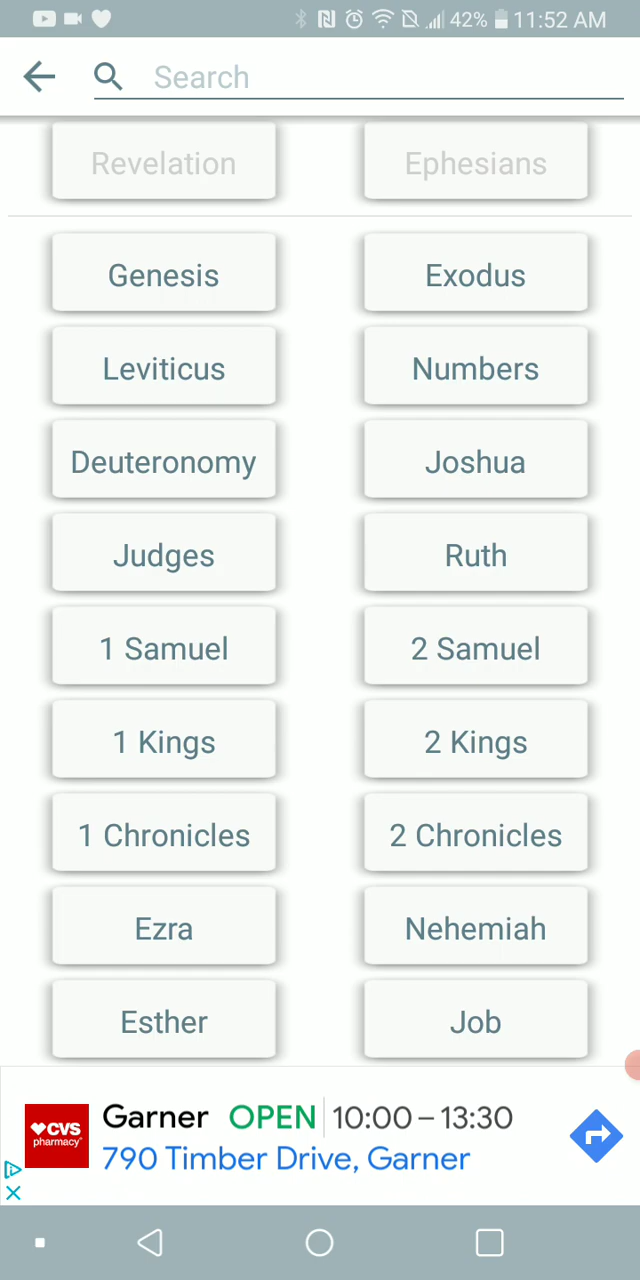 42% 11:52 AM
Search
Revelation Ephesians
Genesis Exodus
Leviticus Numbers
Deuteronomy Joshua
Judges Ruth
1 Samuel 2 Samuel
1 Kings 2 Kings
1 Chronicles 2 Chronicles
Ezra Nehemiah
Esther Job
CVS
pharmacy
Garner OPEN 10:00 – 13:30
790 Timber Drive, Garner